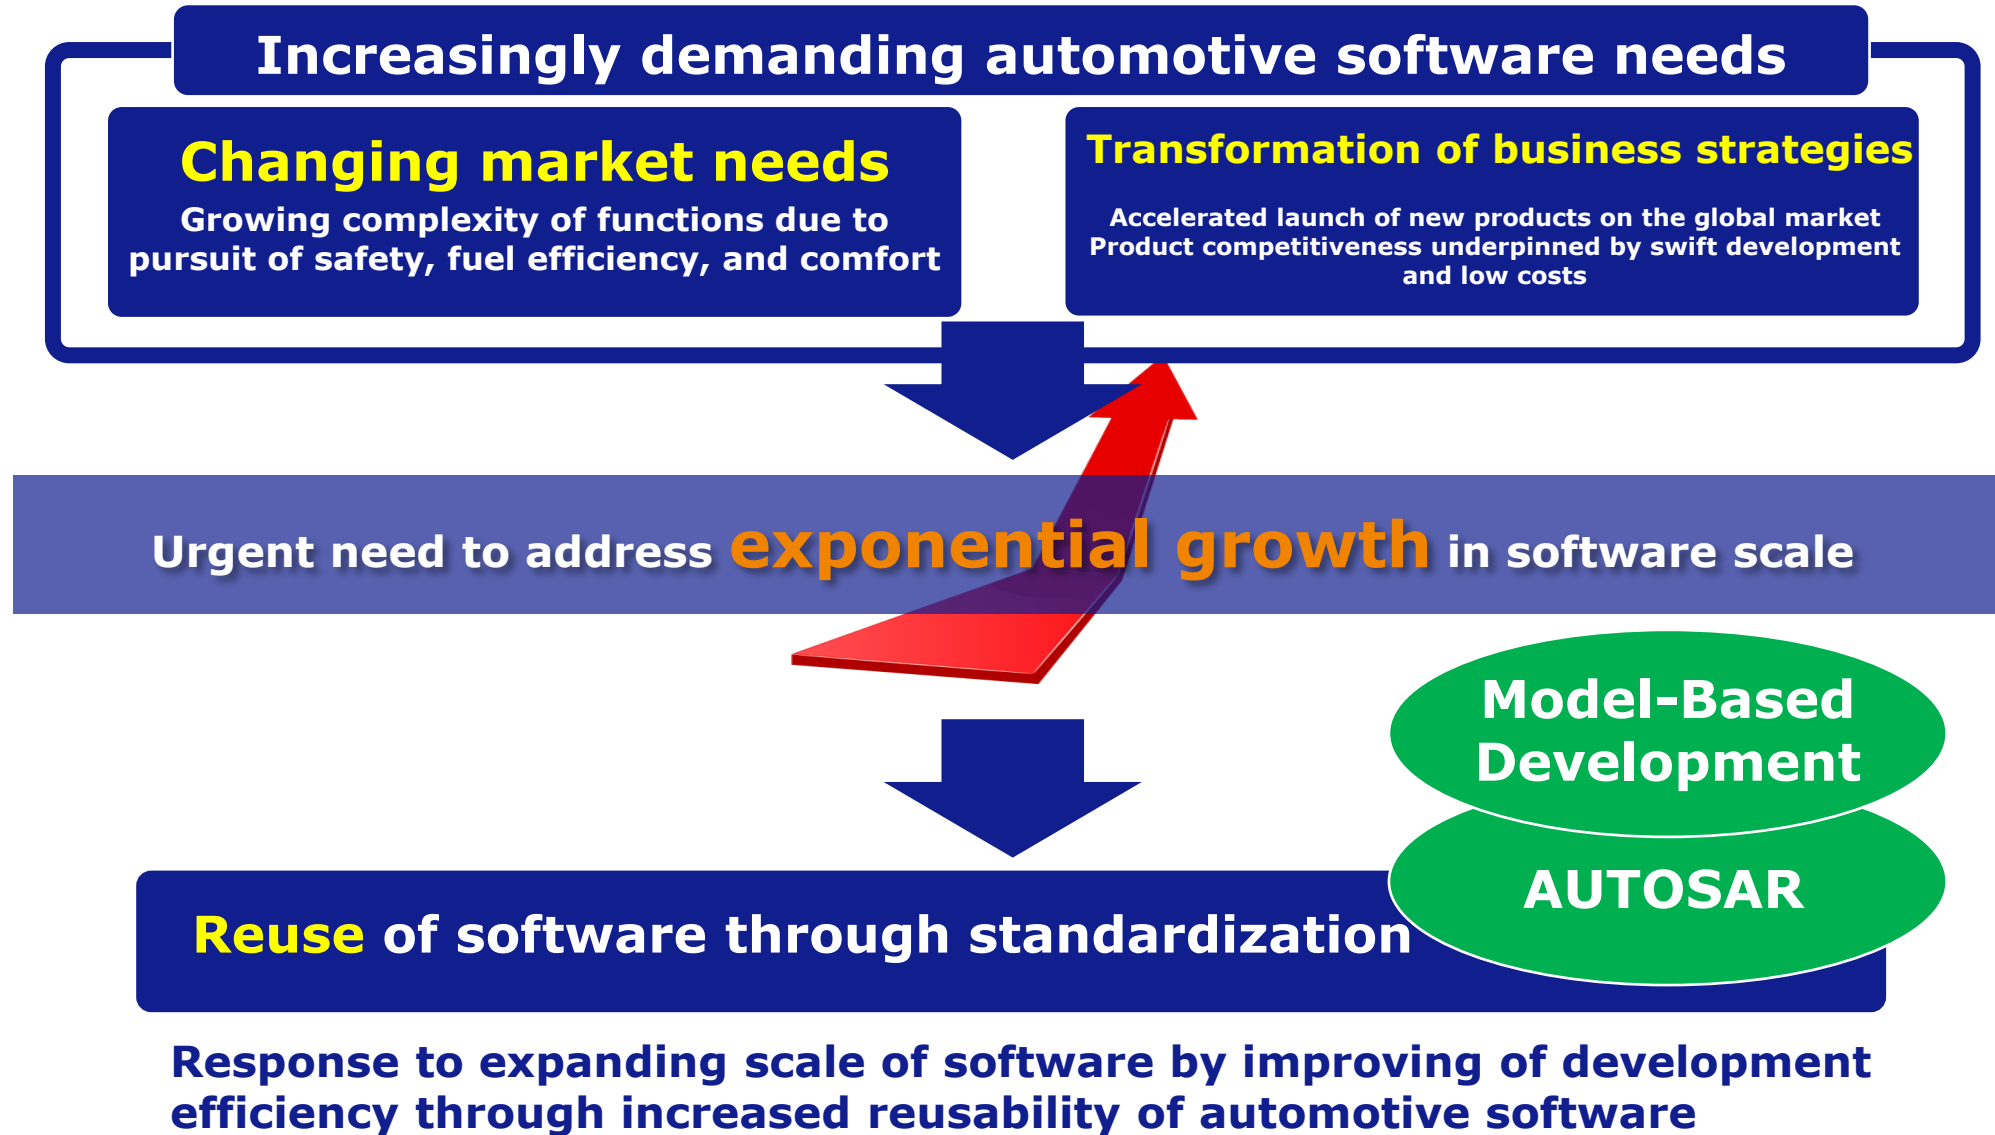 Increasingly demanding automotive software needs
Changing market needs
Growing complexity of functions due to
pursuit of safety, fuel efficiency, and comfort
Transformation of business strategies
Accelerated launch of new products on the global market
Product competitiveness underpinned by swift development
and low costs
Urgent need to address exponential growth in software scale
Model-Based
Development
AUTOSAR
Reuse of software through standardization
Response to expanding scale of software by improving of development
efficiency through increased reusability of automotive software